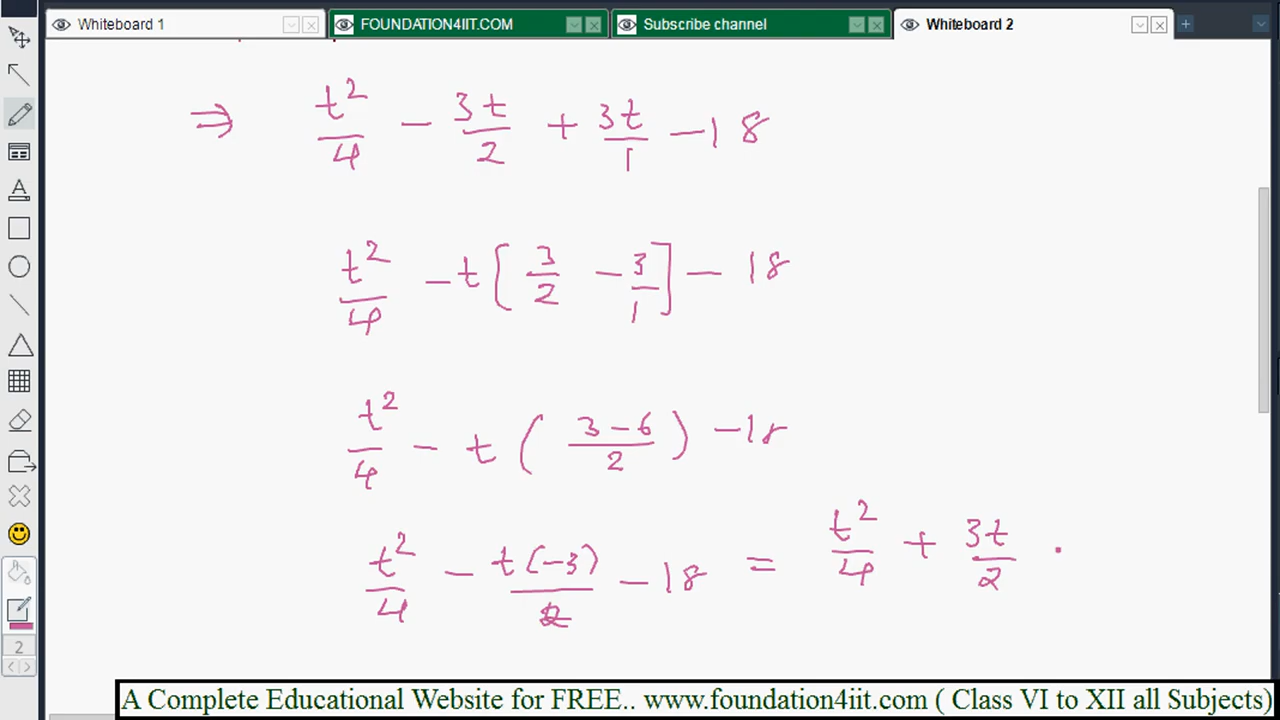 Whiteboard 1 FOUNDATION4IIT.COM Subscribe channel Whiteboard 2
⇒ t²/4 − 3t/2 + 3t/1 − 18
t²/4 − t[3/2 − 3/1] − 18
t²/4 − t(3−6/2) − 18
t²/4 − t(−3)/2 − 18 = t²/4 + 3t/2
2
A Complete Educational Website for FREE.. www.foundation4iit.com ( Class VI to XII all Subjects)